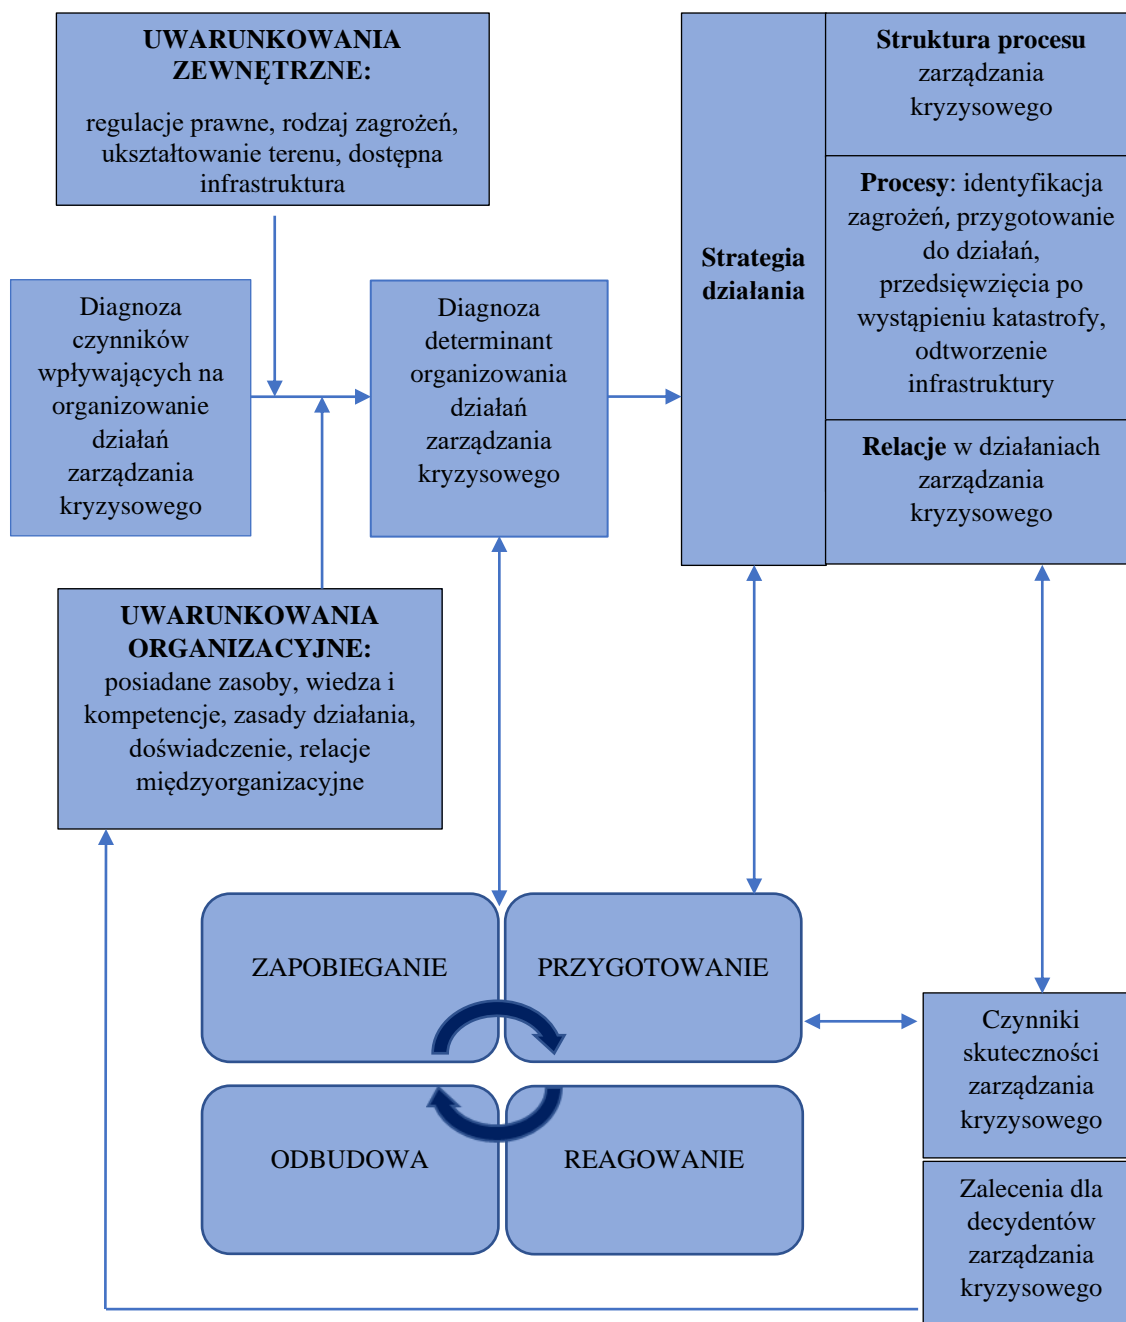 UWARUNKOWANIA
ZEWNĘTRZNE:
regulacje prawne, rodzaj zagrożeń,
ukształtowanie terenu, dostępna
infrastruktura
Struktura procesu
zarządzania
kryzysowego
Procesy: identyfikacja
zagrożeń, przygotowanie
do działań,
przedsięwzięcia po
wystąpieniu katastrofy,
odtworzenie
infrastruktury
Strategia
działania
Relacje w działaniach
zarządzania
kryzysowego
Diagnoza
czynników
wpływających na
organizowanie
działań
zarządzania
kryzysowego
Diagnoza
determinant
organizowania
działań
zarządzania
kryzysowego
UWARUNKOWANIA
ORGANIZACYJNE:
posiadane zasoby, wiedza i
kompetencje, zasady działania,
doświadczenie, relacje
międzyorganizacyjne
ZAPOBIEGANIE
PRZYGOTOWANIE
ODBUDOWA
REAGOWANIE
Czynniki
skuteczności
zarządzania
kryzysowego
Zalecenia dla
decydentów
zarządzania
kryzysowego